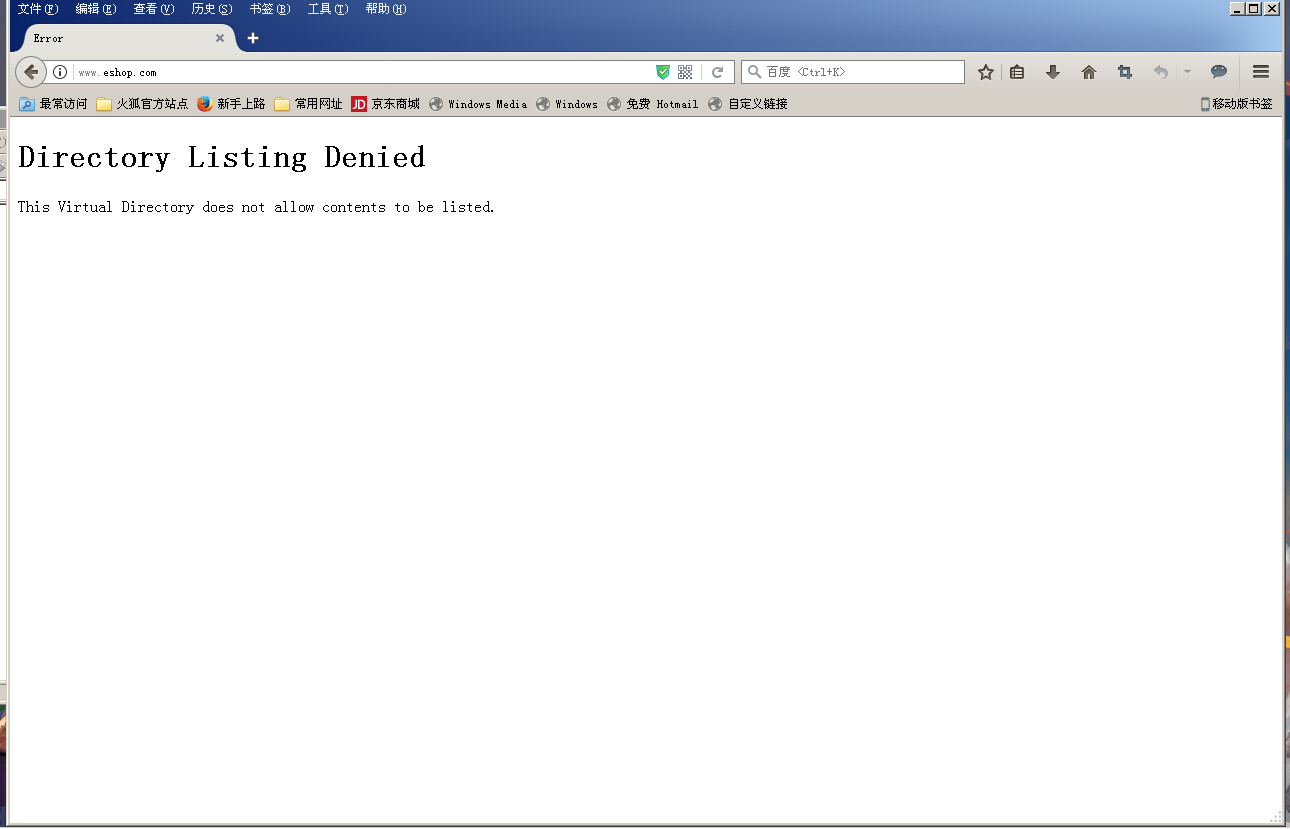 文件(F) 编辑(E) 查看(V) 历史(S) 书签(B) 工具(T) 帮助(H)
Error
www.eshop.com 百度 <Ctrl+K>
最常访问 火狐官方站点 新手上路 常用网址 JD 京东商城 Windows Media Windows 免费 Hotmail 自定义链接 移动版书签
Directory Listing Denied
This Virtual Directory does not allow contents to be listed.